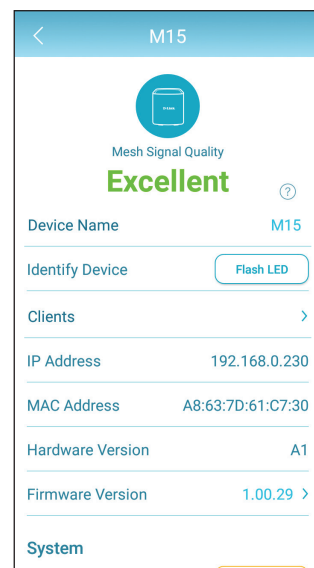 M15
D-Link
Mesh Signal Quality
Excellent
?
Device Name M15
Identify Device Flash LED
Clients
IP Address 192.168.0.230
MAC Address A8:63:7D:61:C7:30
Hardware Version A1
Firmware Version 1.00.29
System